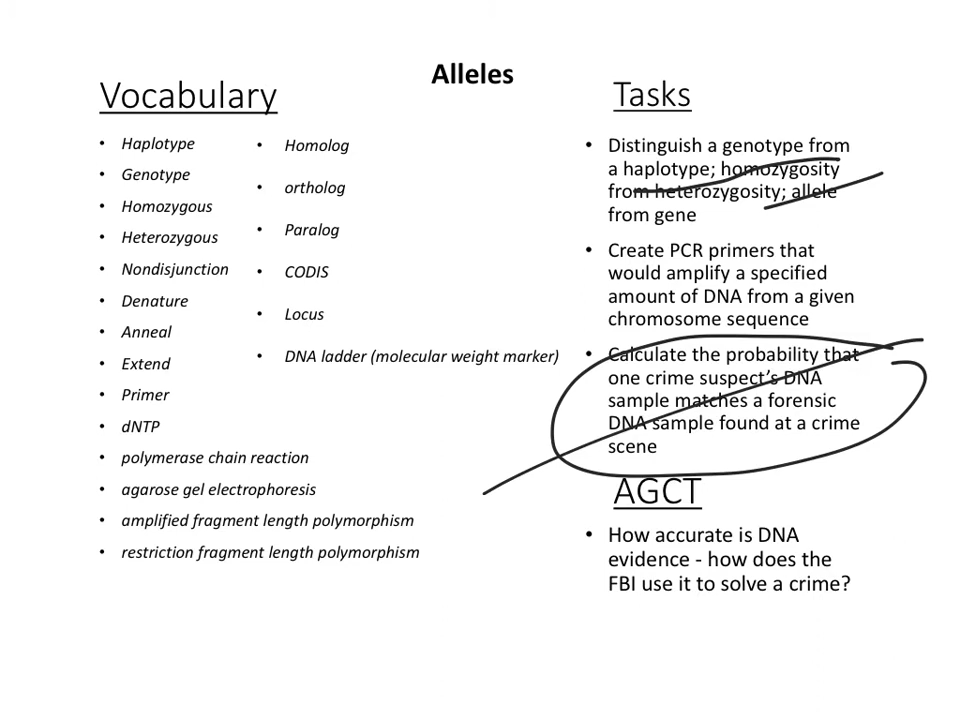 Alleles
Vocabulary
Haplotype
Genotype
Homozygous
Heterozygous
Nondisjunction
Denature
Anneal
Extend
Primer
dNTP
polymerase chain reaction
agarose gel electrophoresis
amplified fragment length polymorphism
restriction fragment length polymorphism
Homolog
ortholog
Paralog
CODIS
Locus
DNA ladder (molecular weight marker)
Tasks
Distinguish a genotype from
a haplotype; homozygosity
from heterozygosity; allele
from gene
Create PCR primers that
would amplify a specified
amount of DNA from a given
chromosome sequence
Calculate the probability that
one crime suspect's DNA
sample matches a forensic
DNA sample found at a crime
scene
AGCT
How accurate is DNA
evidence - how does the
FBI use it to solve a crime?